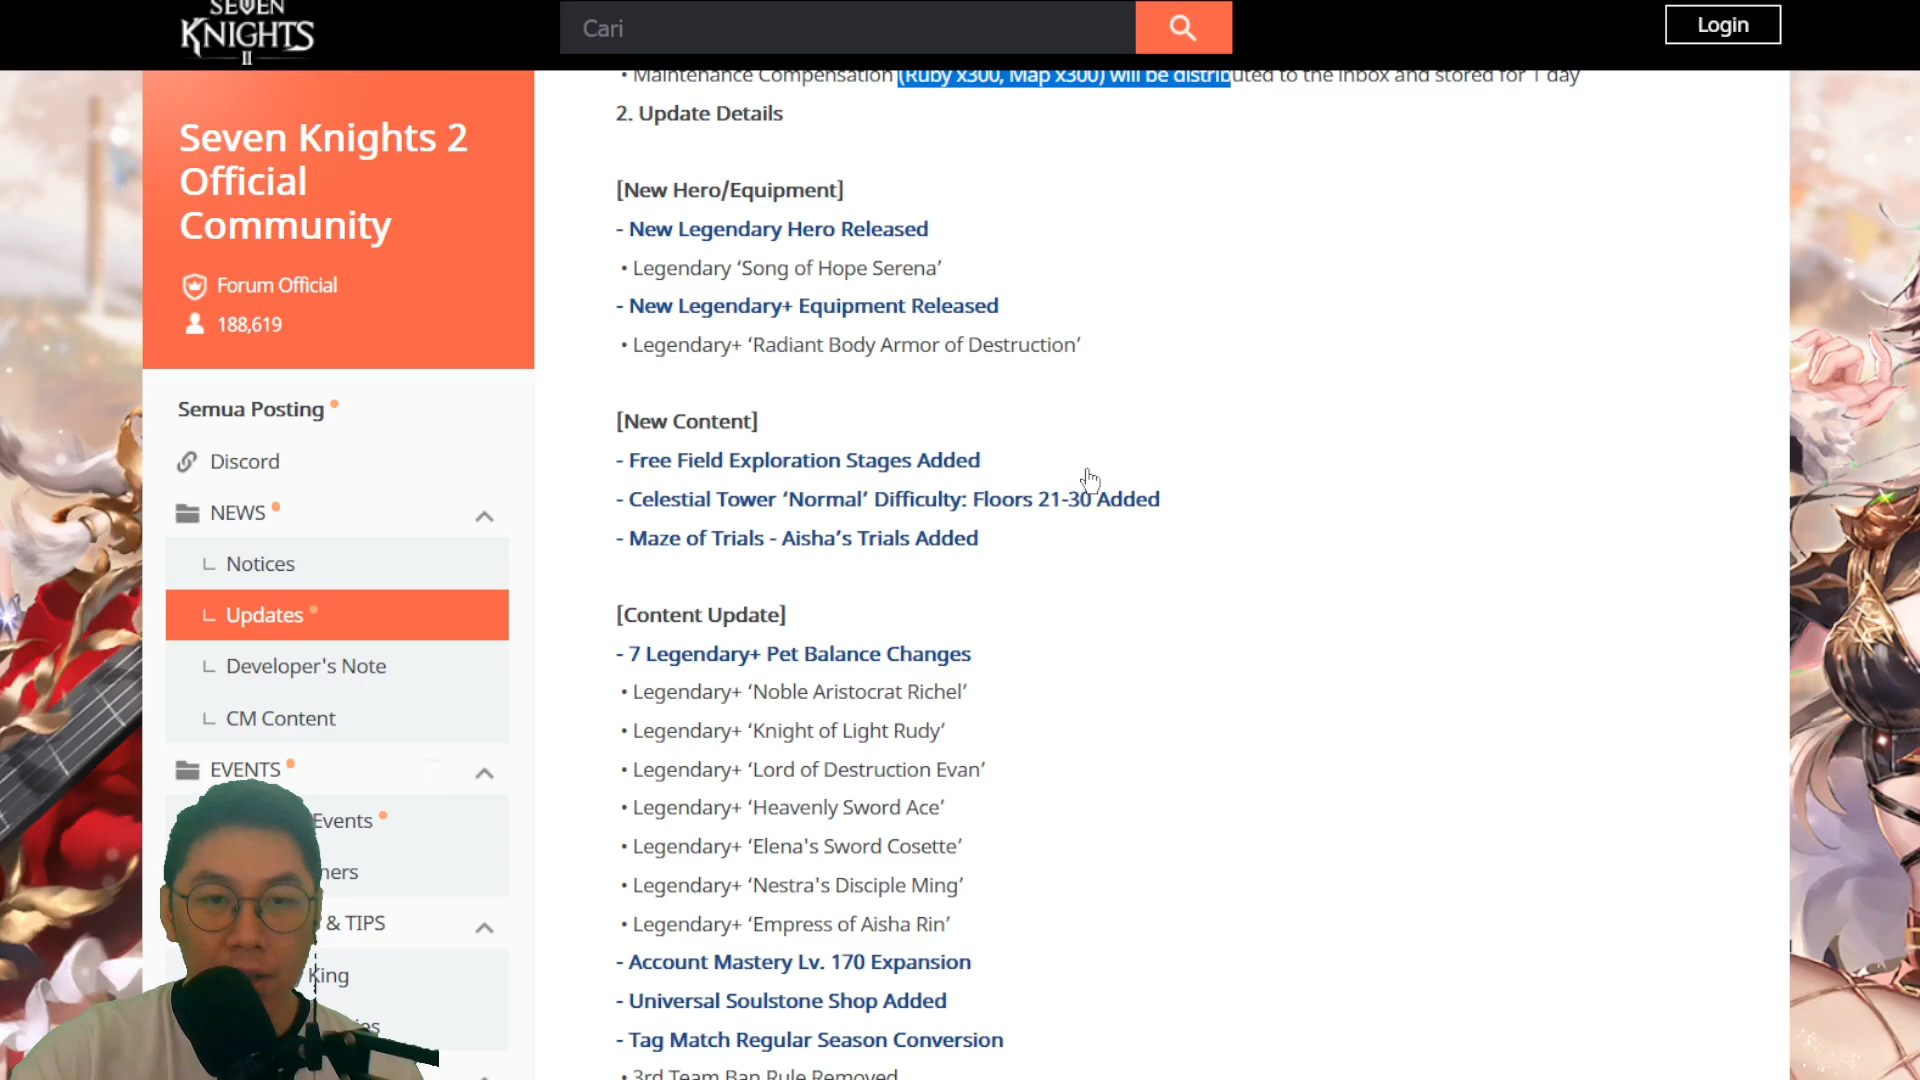 SEVEN
KNIGHTS
II
Cari
Login
Seven Knights 2
Official
Community
Forum Official
188,619
Semua Posting
Discord
NEWS
Notices
Updates
Developer's Note
CM Content
EVENTS
Events
& TIPS
King
• Maintenance Compensation (Ruby x300, Map x300) will be distributed to the inbox and stored for 1 day
2. Update Details
[New Hero/Equipment]
- New Legendary Hero Released
• Legendary ‘Song of Hope Serena’
- New Legendary+ Equipment Released
• Legendary+ ‘Radiant Body Armor of Destruction’
[New Content]
- Free Field Exploration Stages Added
- Celestial Tower ‘Normal’ Difficulty: Floors 21-30 Added
- Maze of Trials - Aisha’s Trials Added
[Content Update]
- 7 Legendary+ Pet Balance Changes
• Legendary+ ‘Noble Aristocrat Richel’
• Legendary+ ‘Knight of Light Rudy’
• Legendary+ ‘Lord of Destruction Evan’
• Legendary+ ‘Heavenly Sword Ace’
• Legendary+ ‘Elena's Sword Cosette’
• Legendary+ ‘Nestra's Disciple Ming’
• Legendary+ ‘Empress of Aisha Rin’
- Account Mastery Lv. 170 Expansion
- Universal Soulstone Shop Added
- Tag Match Regular Season Conversion
• 3rd Team Ban Rule Removed